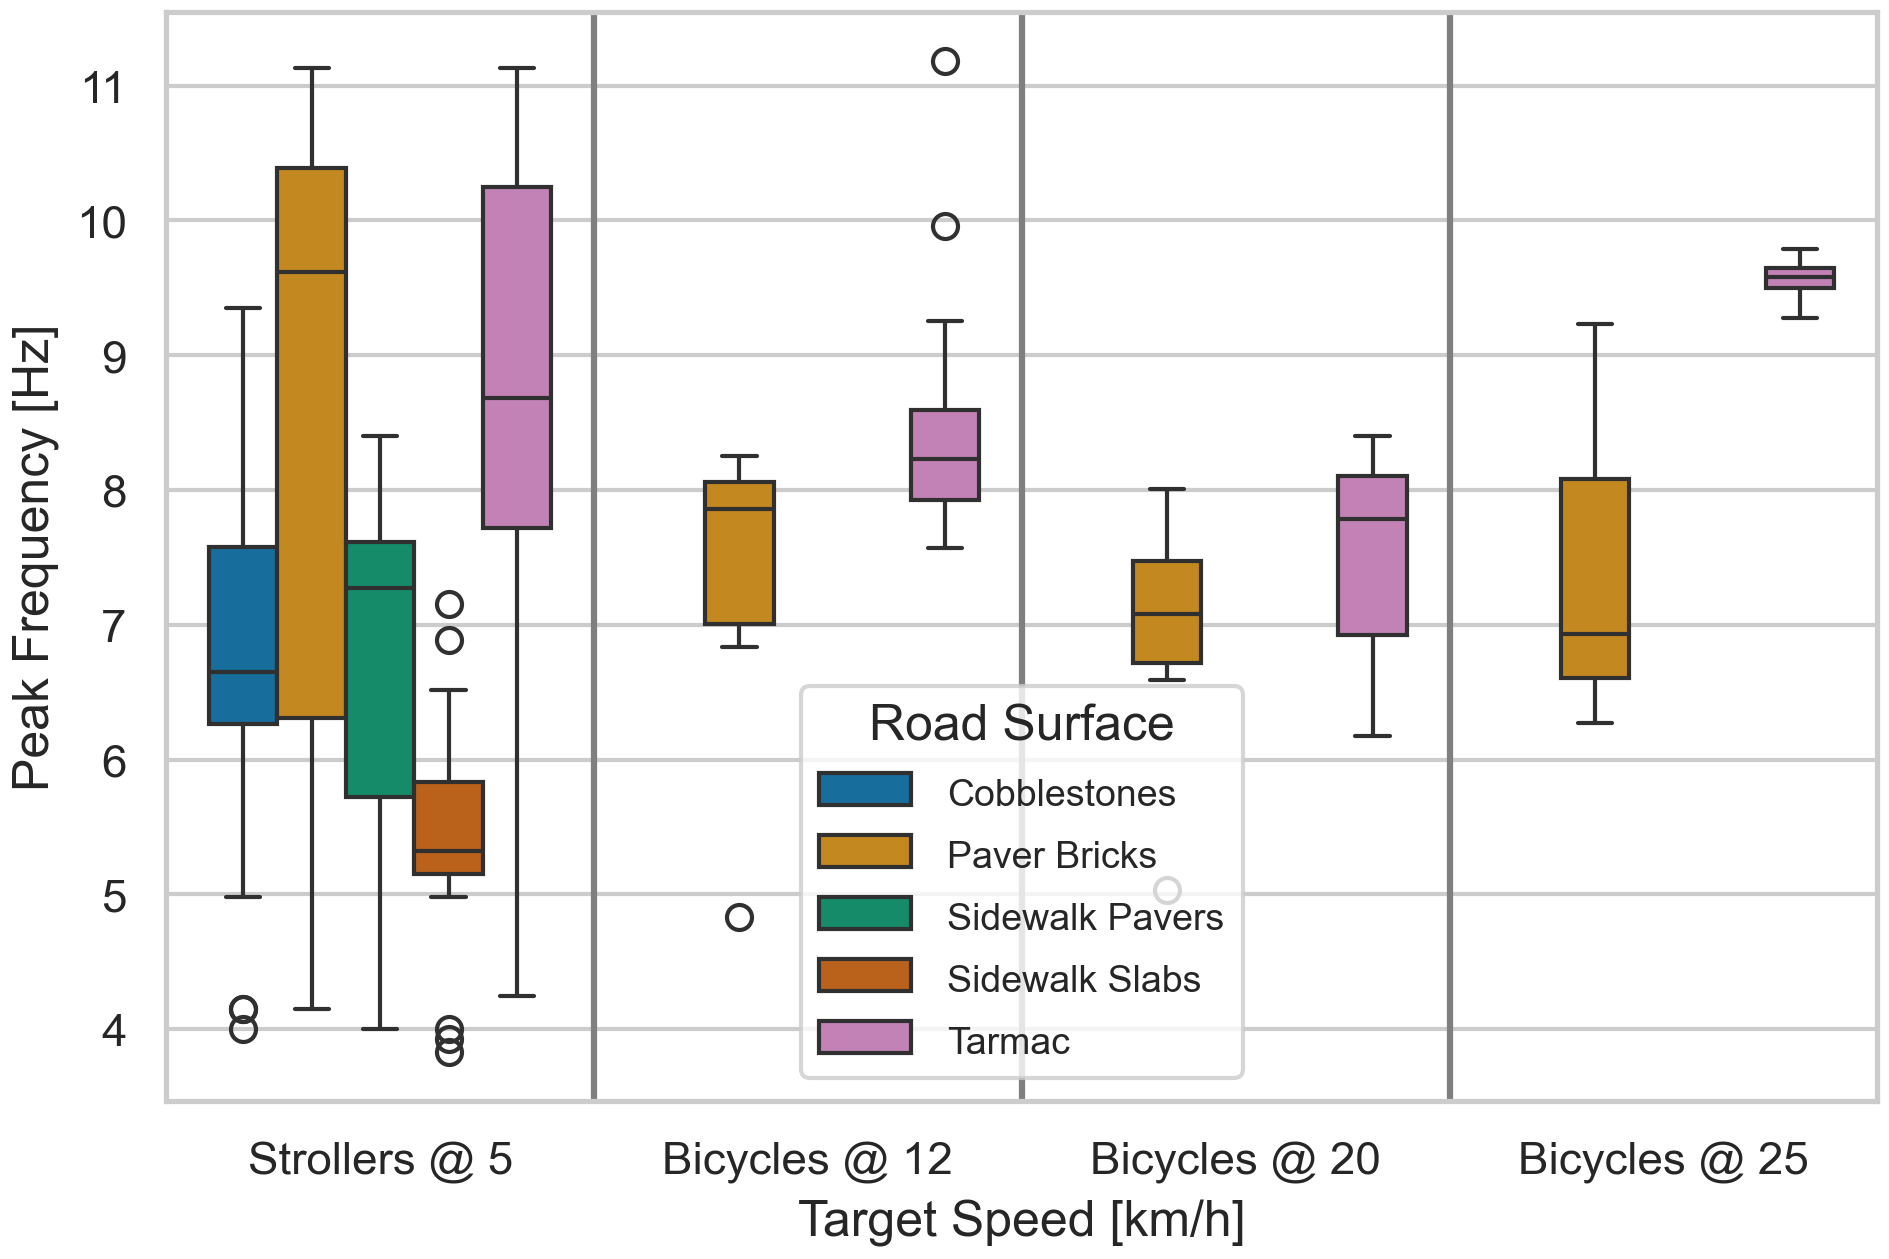 Peak Frequency [Hz]
11
10
9
8
7
6
5
4
Road Surface
Cobblestones
Paver Bricks
Sidewalk Pavers
Sidewalk Slabs
Tarmac
Strollers @ 5
Bicycles @ 12
Bicycles @ 20
Bicycles @ 25
Target Speed [km/h]